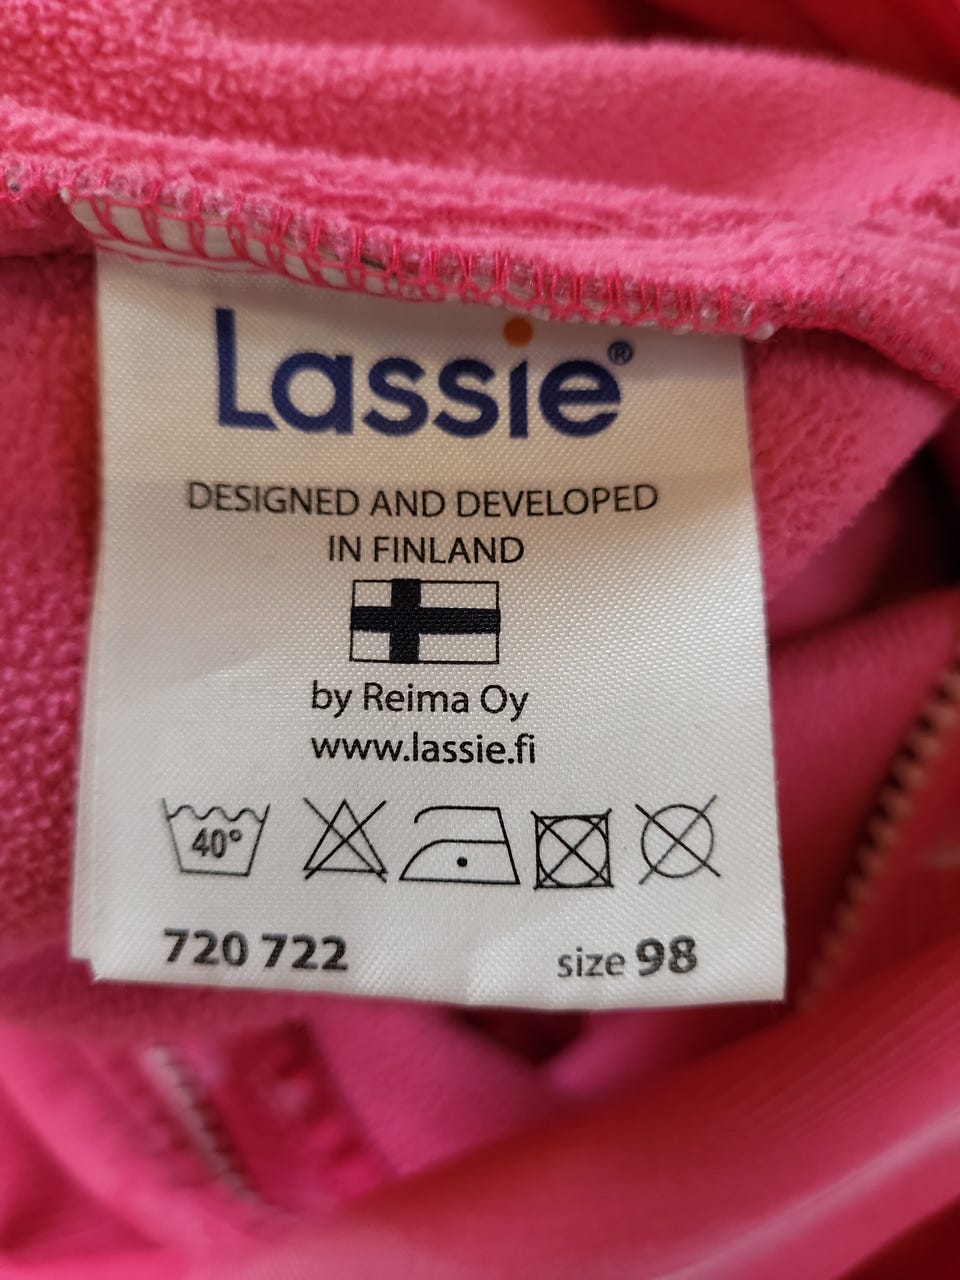 Lassie®
DESIGNED AND DEVELOPED
IN FINLAND
by Reima Oy
www.lassie.fi
40°
720 722 size 98